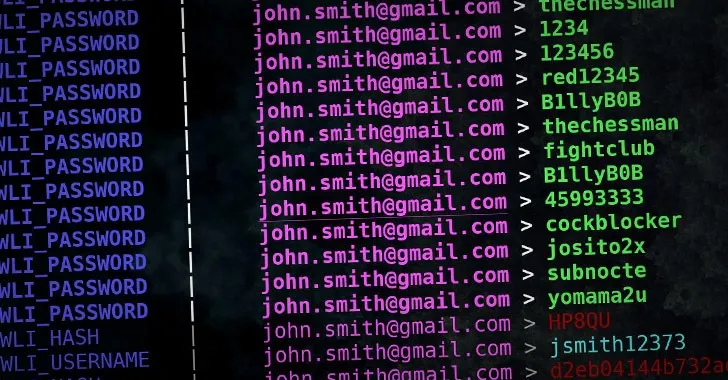 WLI_PASSWORD | john.smith@gmail.com > thechessman
WLI_PASSWORD | john.smith@gmail.com > 1234
WLI_PASSWORD | john.smith@gmail.com > 123456
WLI_PASSWORD | john.smith@gmail.com > red12345
WLI_PASSWORD | john.smith@gmail.com > B1llyB0B
WLI_PASSWORD | john.smith@gmail.com > thechessman
WLI_PASSWORD | john.smith@gmail.com > fightclub
WLI_PASSWORD | john.smith@gmail.com > B1llyB0B
WLI_PASSWORD | john.smith@gmail.com > 45993333
WLI_PASSWORD | john.smith@gmail.com > cockblocker
WLI_PASSWORD | john.smith@gmail.com > josito2x
WLI_PASSWORD | john.smith@gmail.com > subnocte
WLI_PASSWORD | john.smith@gmail.com > yomama2u
WLI_HASH | john.smith@gmail.com > HP8QU
WLI_USERNAME | john.smith@gmail.com > jsmith12373
john.smith@gmail.com > d2eb04144b732a